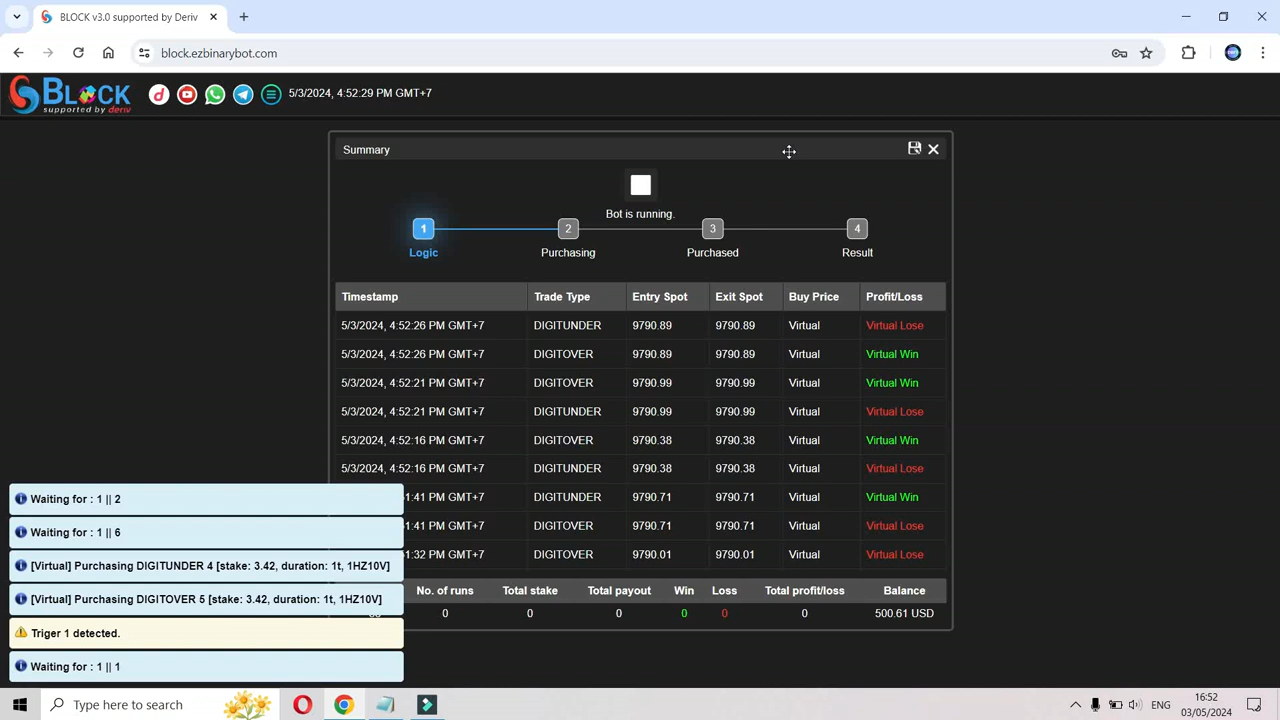 BLOCK v3.0 supported by Deriv
block.ezbinarybot.com
BLOCK
supported by deriv
5/3/2024, 4:52:29 PM GMT+7
Summary
Bot is running.
1 2 3 4
Logic Purchasing Purchased Result
Timestamp Trade Type Entry Spot Exit Spot Buy Price Profit/Loss
5/3/2024, 4:52:26 PM GMT+7 DIGITUNDER 9790.89 9790.89 Virtual Virtual Lose
5/3/2024, 4:52:26 PM GMT+7 DIGITOVER 9790.89 9790.89 Virtual Virtual Win
5/3/2024, 4:52:21 PM GMT+7 DIGITOVER 9790.99 9790.99 Virtual Virtual Win
5/3/2024, 4:52:21 PM GMT+7 DIGITUNDER 9790.99 9790.99 Virtual Virtual Lose
5/3/2024, 4:52:16 PM GMT+7 DIGITOVER 9790.38 9790.38 Virtual Virtual Win
5/3/2024, 4:52:16 PM GMT+7 DIGITUNDER 9790.38 9790.38 Virtual Virtual Lose
1:41 PM GMT+7 DIGITUNDER 9790.71 9790.71 Virtual Virtual Win
1:41 PM GMT+7 DIGITOVER 9790.71 9790.71 Virtual Virtual Lose
1:32 PM GMT+7 DIGITOVER 9790.01 9790.01 Virtual Virtual Lose
No. of runs Total stake Total payout Win Loss Total profit/loss Balance
0 0 0 0 0 0 500.61 USD
Waiting for : 1 || 2
Waiting for : 1 || 6
[Virtual] Purchasing DIGITUNDER 4 [stake: 3.42, duration: 1t, 1HZ10V]
[Virtual] Purchasing DIGITOVER 5 [stake: 3.42, duration: 1t, 1HZ10V]
Triger 1 detected.
Waiting for : 1 || 1
Type here to search
ENG
16:52
03/05/2024